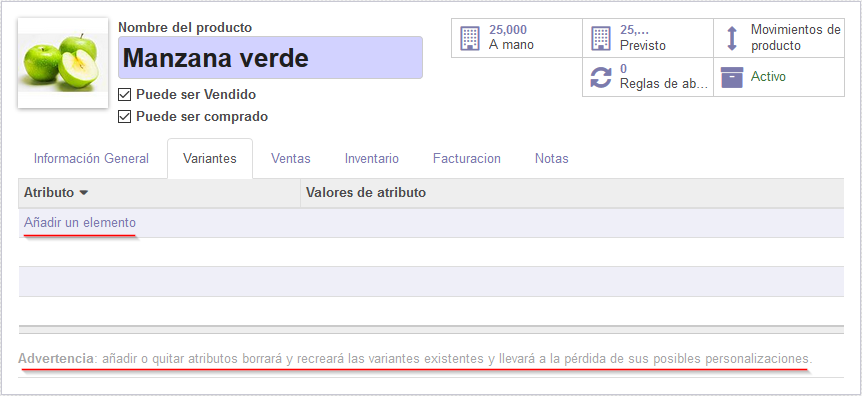 Nombre del producto
Manzana verde
Puede ser Vendido
Puede ser comprado
25,000
A mano
25,...
Previsto
Movimientos de
producto
0
Reglas de ab...
Activo
Información General Variantes Ventas Inventario Facturacion Notas
Atributo Valores de atributo
Añadir un elemento
Advertencia: añadir o quitar atributos borrará y recreará las variantes existentes y llevará a la pérdida de sus posibles personalizaciones.